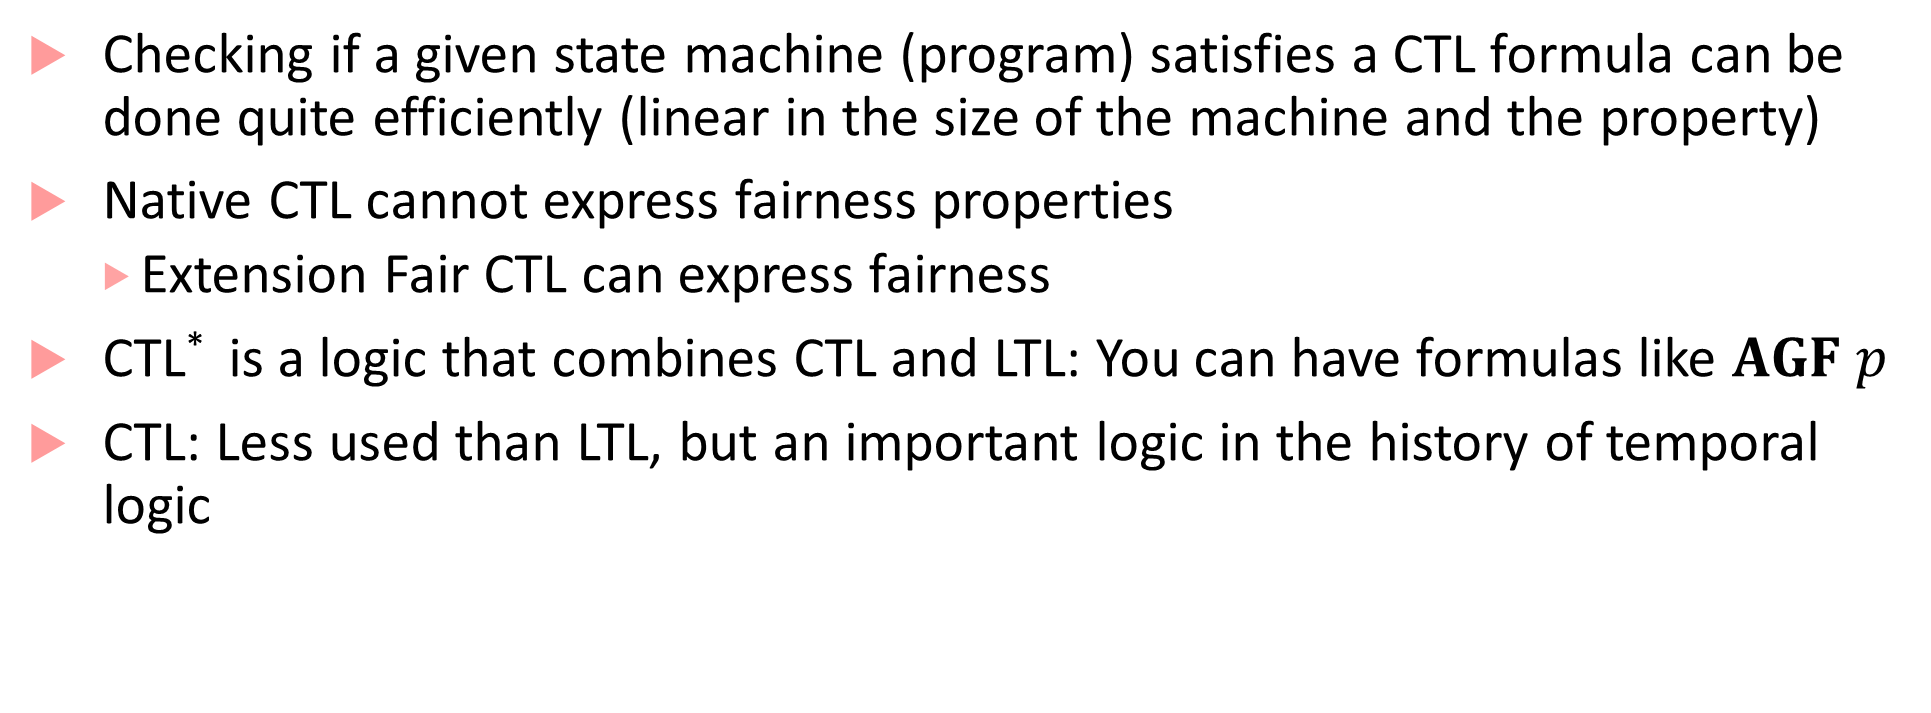 Checking if a given state machine (program) satisfies a CTL formula can be
done quite efficiently (linear in the size of the machine and the property)
Native CTL cannot express fairness properties
Extension Fair CTL can express fairness
CTL* is a logic that combines CTL and LTL: You can have formulas like AGF p
CTL: Less used than LTL, but an important logic in the history of temporal
logic